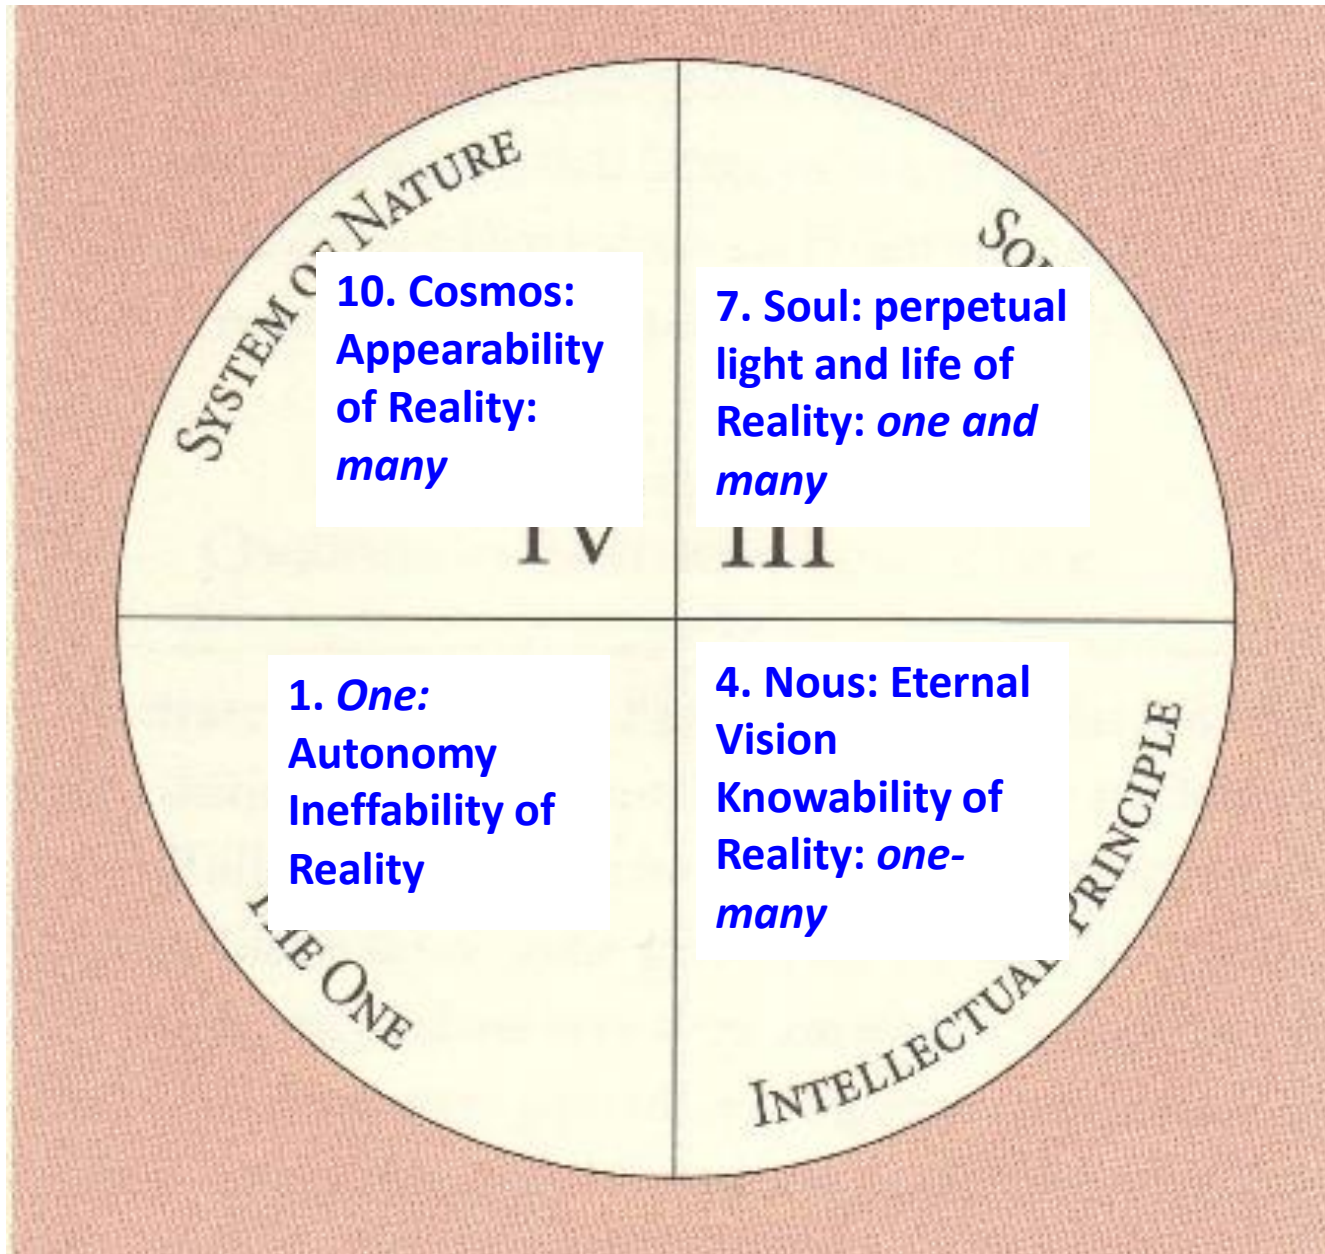 SYSTEM OF NATURE
10. Cosmos:
Appearability
of Reality:
many
IV
7. Soul: perpetual
light and life of
Reality: one and
many
III
1. One:
Autonomy
Ineffability of
Reality
THE ONE
4. Nous: Eternal
Vision
Knowability of
Reality: one-
many
INTELLECTUAL PRINCIPLE